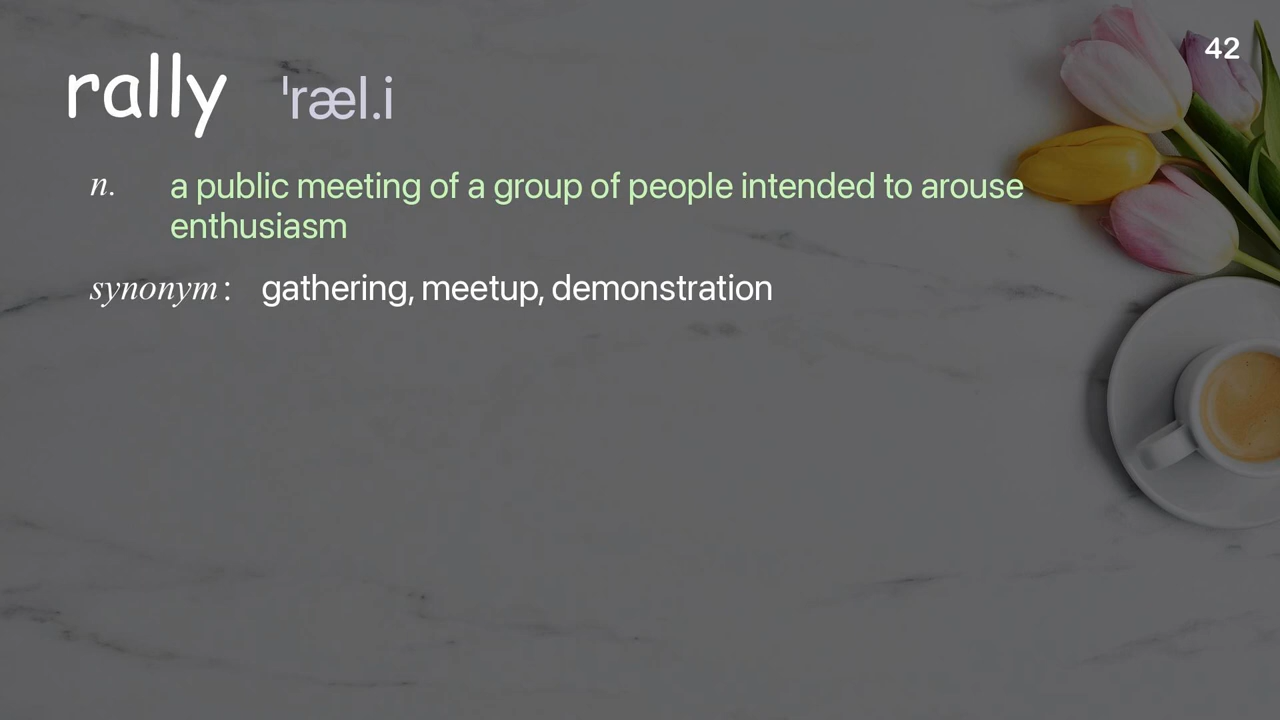 42
rally ˈræl.i
n. a public meeting of a group of people intended to arouse
enthusiasm
synonym: gathering, meetup, demonstration